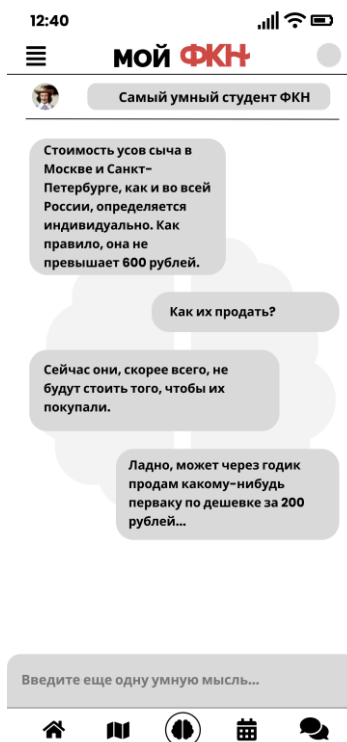 12:40
МОЙ ФКН
Самый умный студент ФКН
Стоимость усов сыча в
Москве и Санкт-
Петербурге, как и во всей
России, определяется
индивидуально. Как
правило, она не
превышает 600 рублей.
Как их продать?
Сейчас они, скорее всего, не
будут стоить того, чтобы их
покупали.
Ладно, может через годик
продам какому-нибудь
перваку по дешевке за 200
рублей...
Введите еще одну умную мысль...